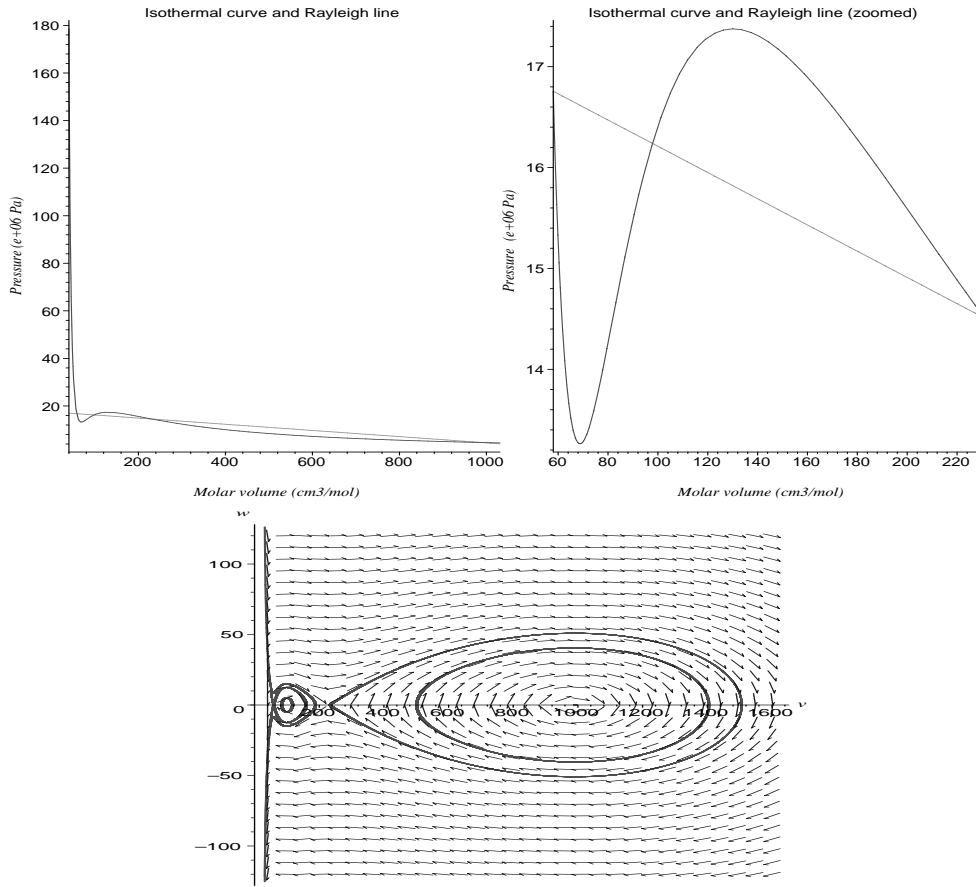 Isothermal curve and Rayleigh line
180
160
140
120
100
80
60
40
20
Pressure (e+06 Pa)
200 400 600 800 1000
Molar volume (cm3/mol)
Isothermal curve and Rayleigh line (zoomed)
17
16
15
14
Pressure (e+06 Pa)
60 80 100 120 140 160 180 200 220
Molar volume (cm3/mol)
w
100
50
0
−50
−100
200 400 600 800 1000 1200 1400 1600
v